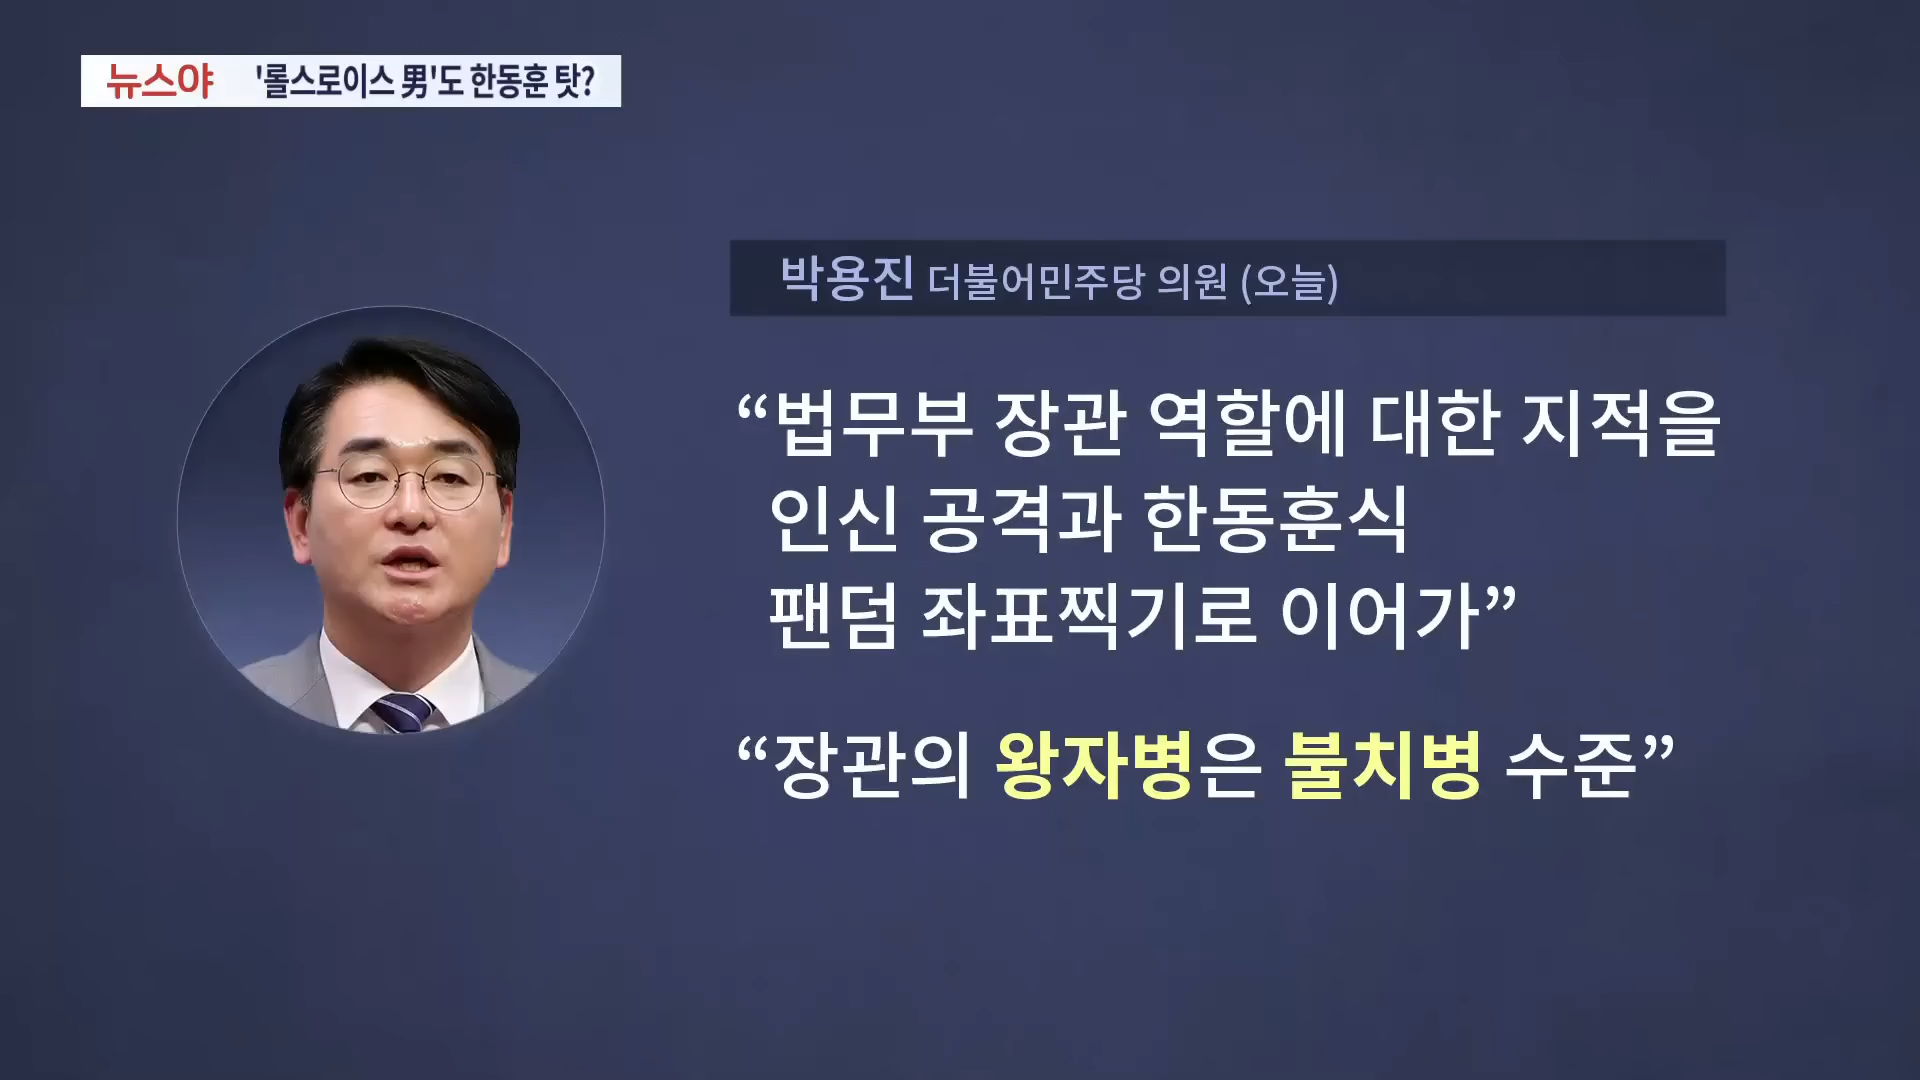 뉴스야 '롤스로이스 男'도 한동훈 탓?
박용진 더불어민주당 의원 (오늘)
“법무부 장관 역할에 대한 지적을
인신 공격과 한동훈식
팬덤 좌표찍기로 이어가”
“장관의 왕자병은 불치병 수준”